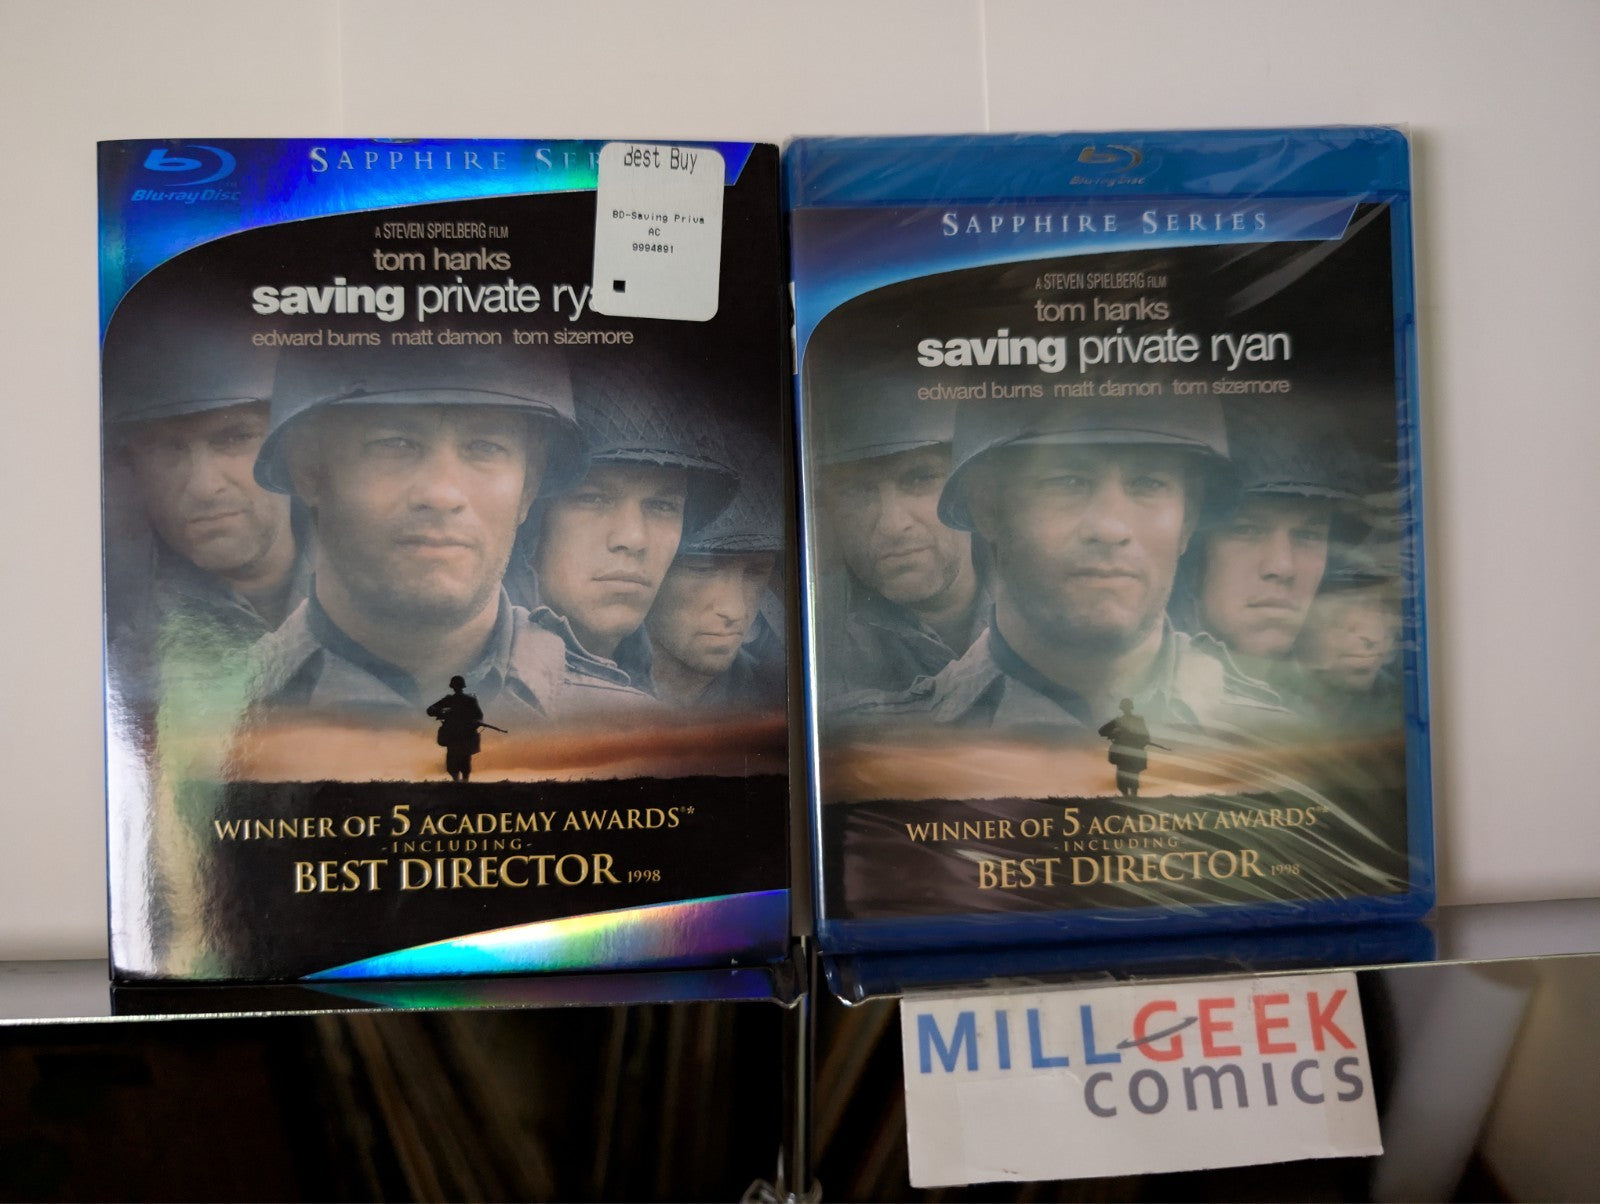 Blu-ray Disc
SAPPHIRE SER
Best Buy
BD-Saving Priva
AC
9994891
A STEVEN SPIELBERG FILM
tom hanks
saving private rya
edward burns matt damon tom sizemore
WINNER OF 5 ACADEMY AWARDS®*
-INCLUDING-
BEST DIRECTOR 1998
Blu-ray Disc
SAPPHIRE SERIES
A STEVEN SPIELBERG FILM
tom hanks
saving private ryan
edward burns matt damon tom sizemore
WINNER OF 5 ACADEMY AWARDS®*
-INCLUDING-
BEST DIRECTOR 1998
MILLGEEK
COMICS